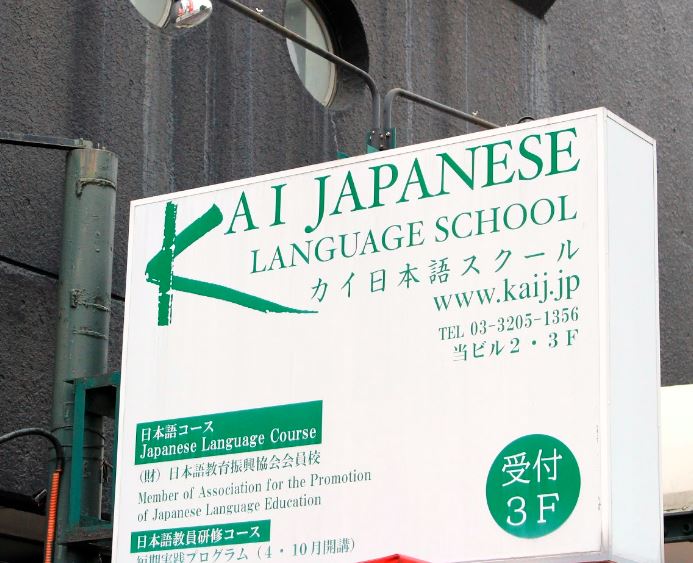 KAI JAPANESE
LANGUAGE SCHOOL
カイ日本語スクール
www.kaij.jp
TEL 03-3205-1356
当ビル2・3F
日本語コース
Japanese Language Course
(財)日本語教育振興協会会員校
Member of Association for the Promotion
of Japanese Language Education
受付
3F
日本語教員研修コース
短期実践プログラム(4・10月開講)